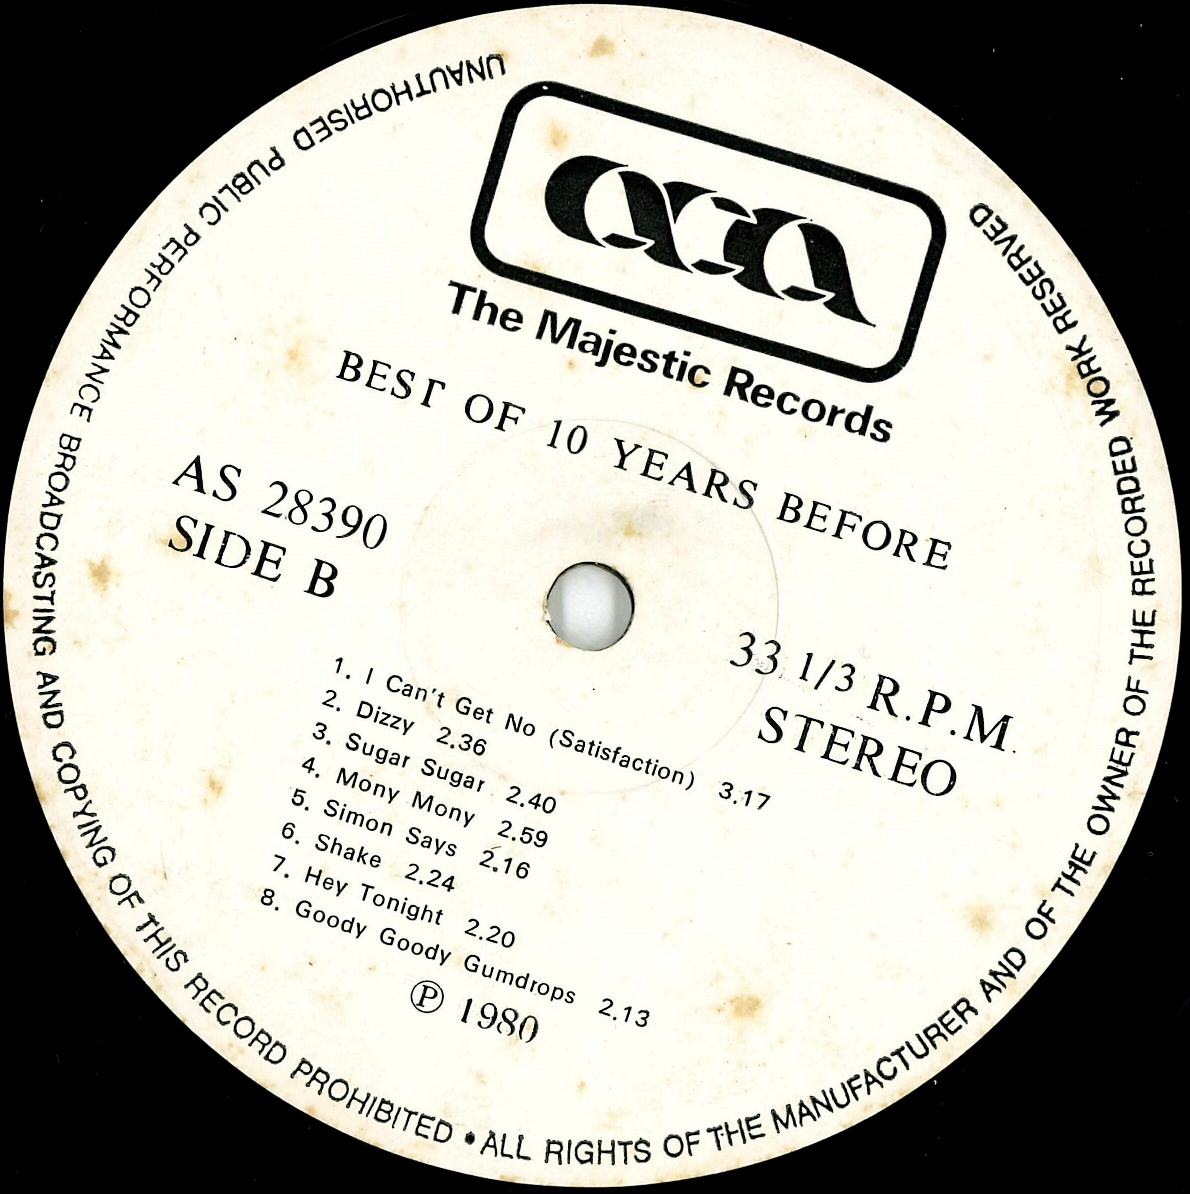 The Majestic Records
BEST OF 10 YEARS BEFORE
AS 28390
SIDE B
33 1/3 R.P.M.
STEREO
1. I Can't Get No (Satisfaction) 3.17
2. Dizzy 2.36
3. Sugar Sugar 2.40
4. Mony Mony 2.59
5. Simon Says 2.16
6. Shake 2.24
7. Hey Tonight 2.20
8. Goody Goody Gumdrops 2.13
℗ 1980
UNAUTHORISED PUBLIC PERFORMANCE BROADCASTING AND COPYING OF THIS RECORD PROHIBITED • ALL RIGHTS OF THE MANUFACTURER AND OF THE OWNER OF THE RECORDED WORK RESERVED